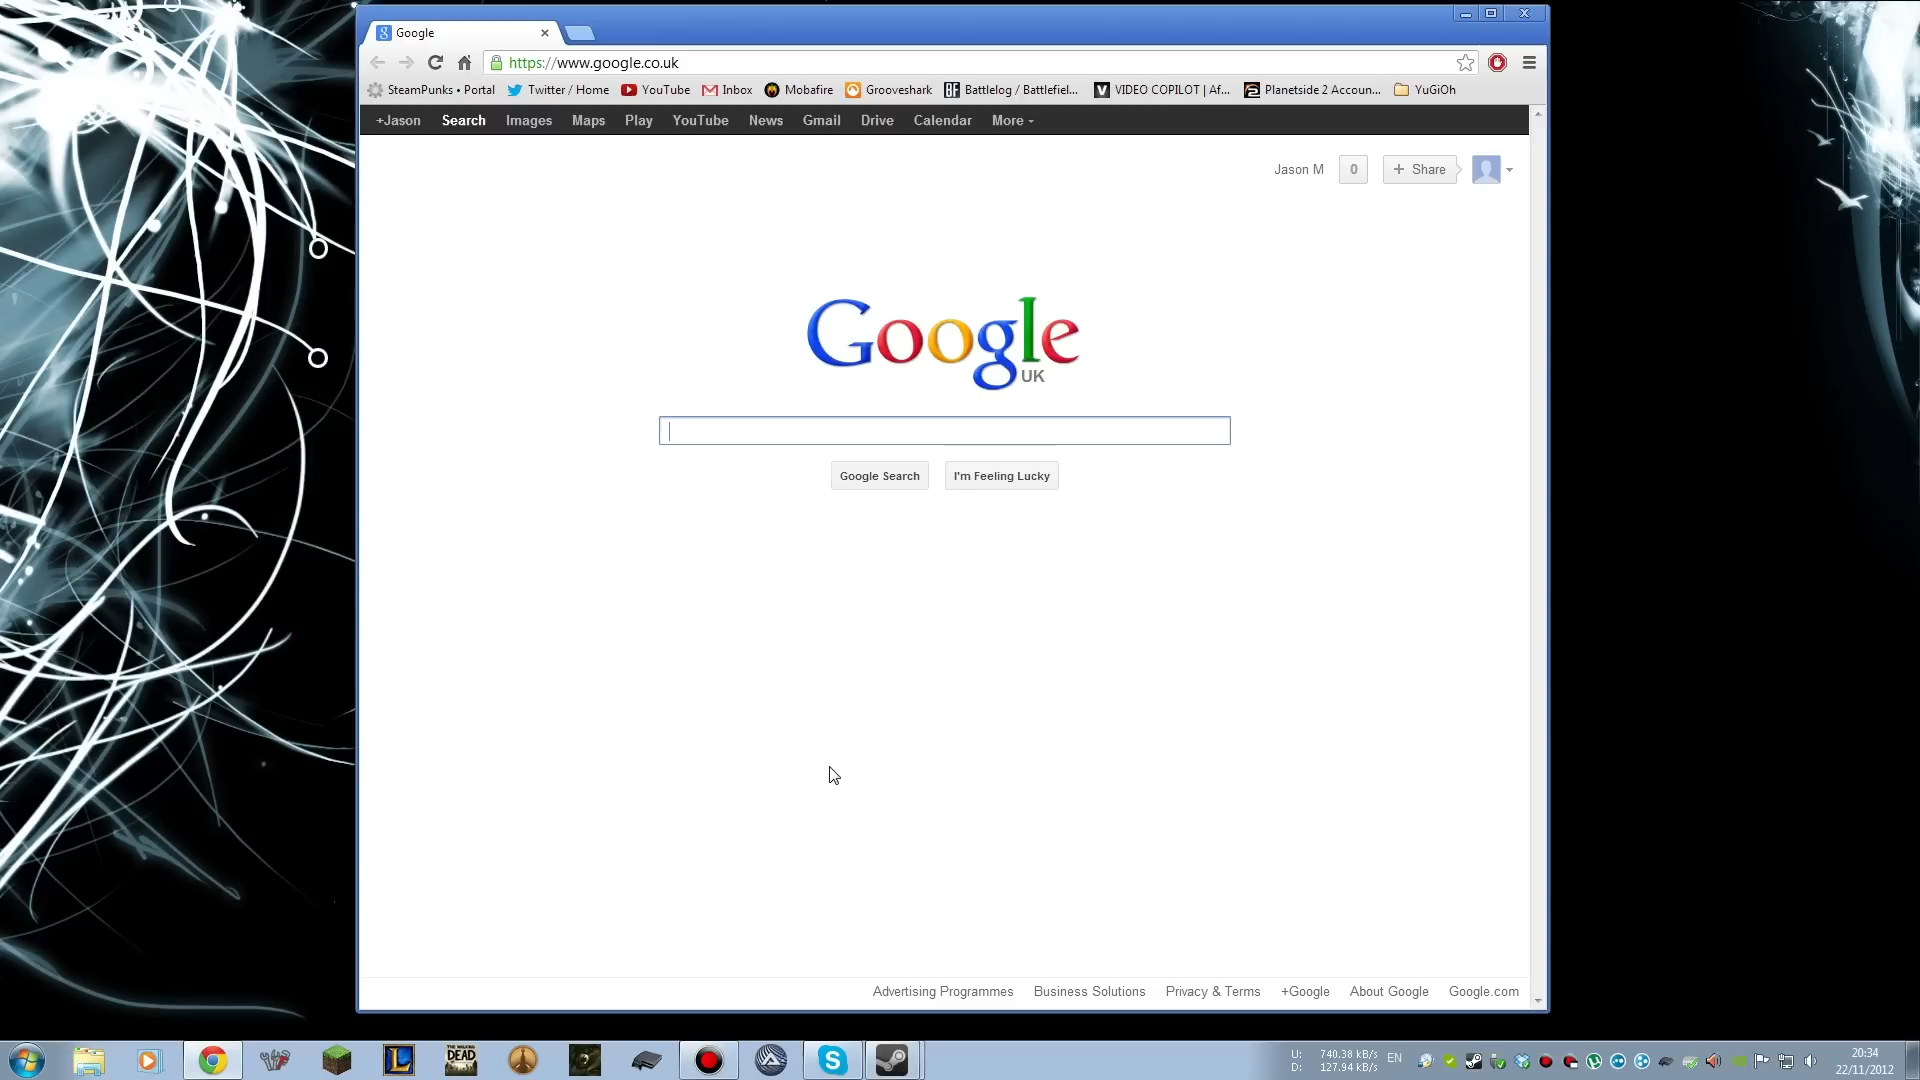 Google
https://www.google.co.uk
SteamPunks • Portal Twitter / Home YouTube Inbox Mobafire Grooveshark Battlelog / Battlefiel... VIDEO COPILOT | Af... Planetside 2 Accoun... YuGiOh
+Jason Search Images Maps Play YouTube News Gmail Drive Calendar More
Jason M 0 + Share
Google
UK
Google Search I'm Feeling Lucky
Advertising Programmes Business Solutions Privacy & Terms +Google About Google Google.com
THE WALKING
DEAD
U: 740.38 kB/s
D: 127.94 kB/s
EN
20:34
22/11/2012